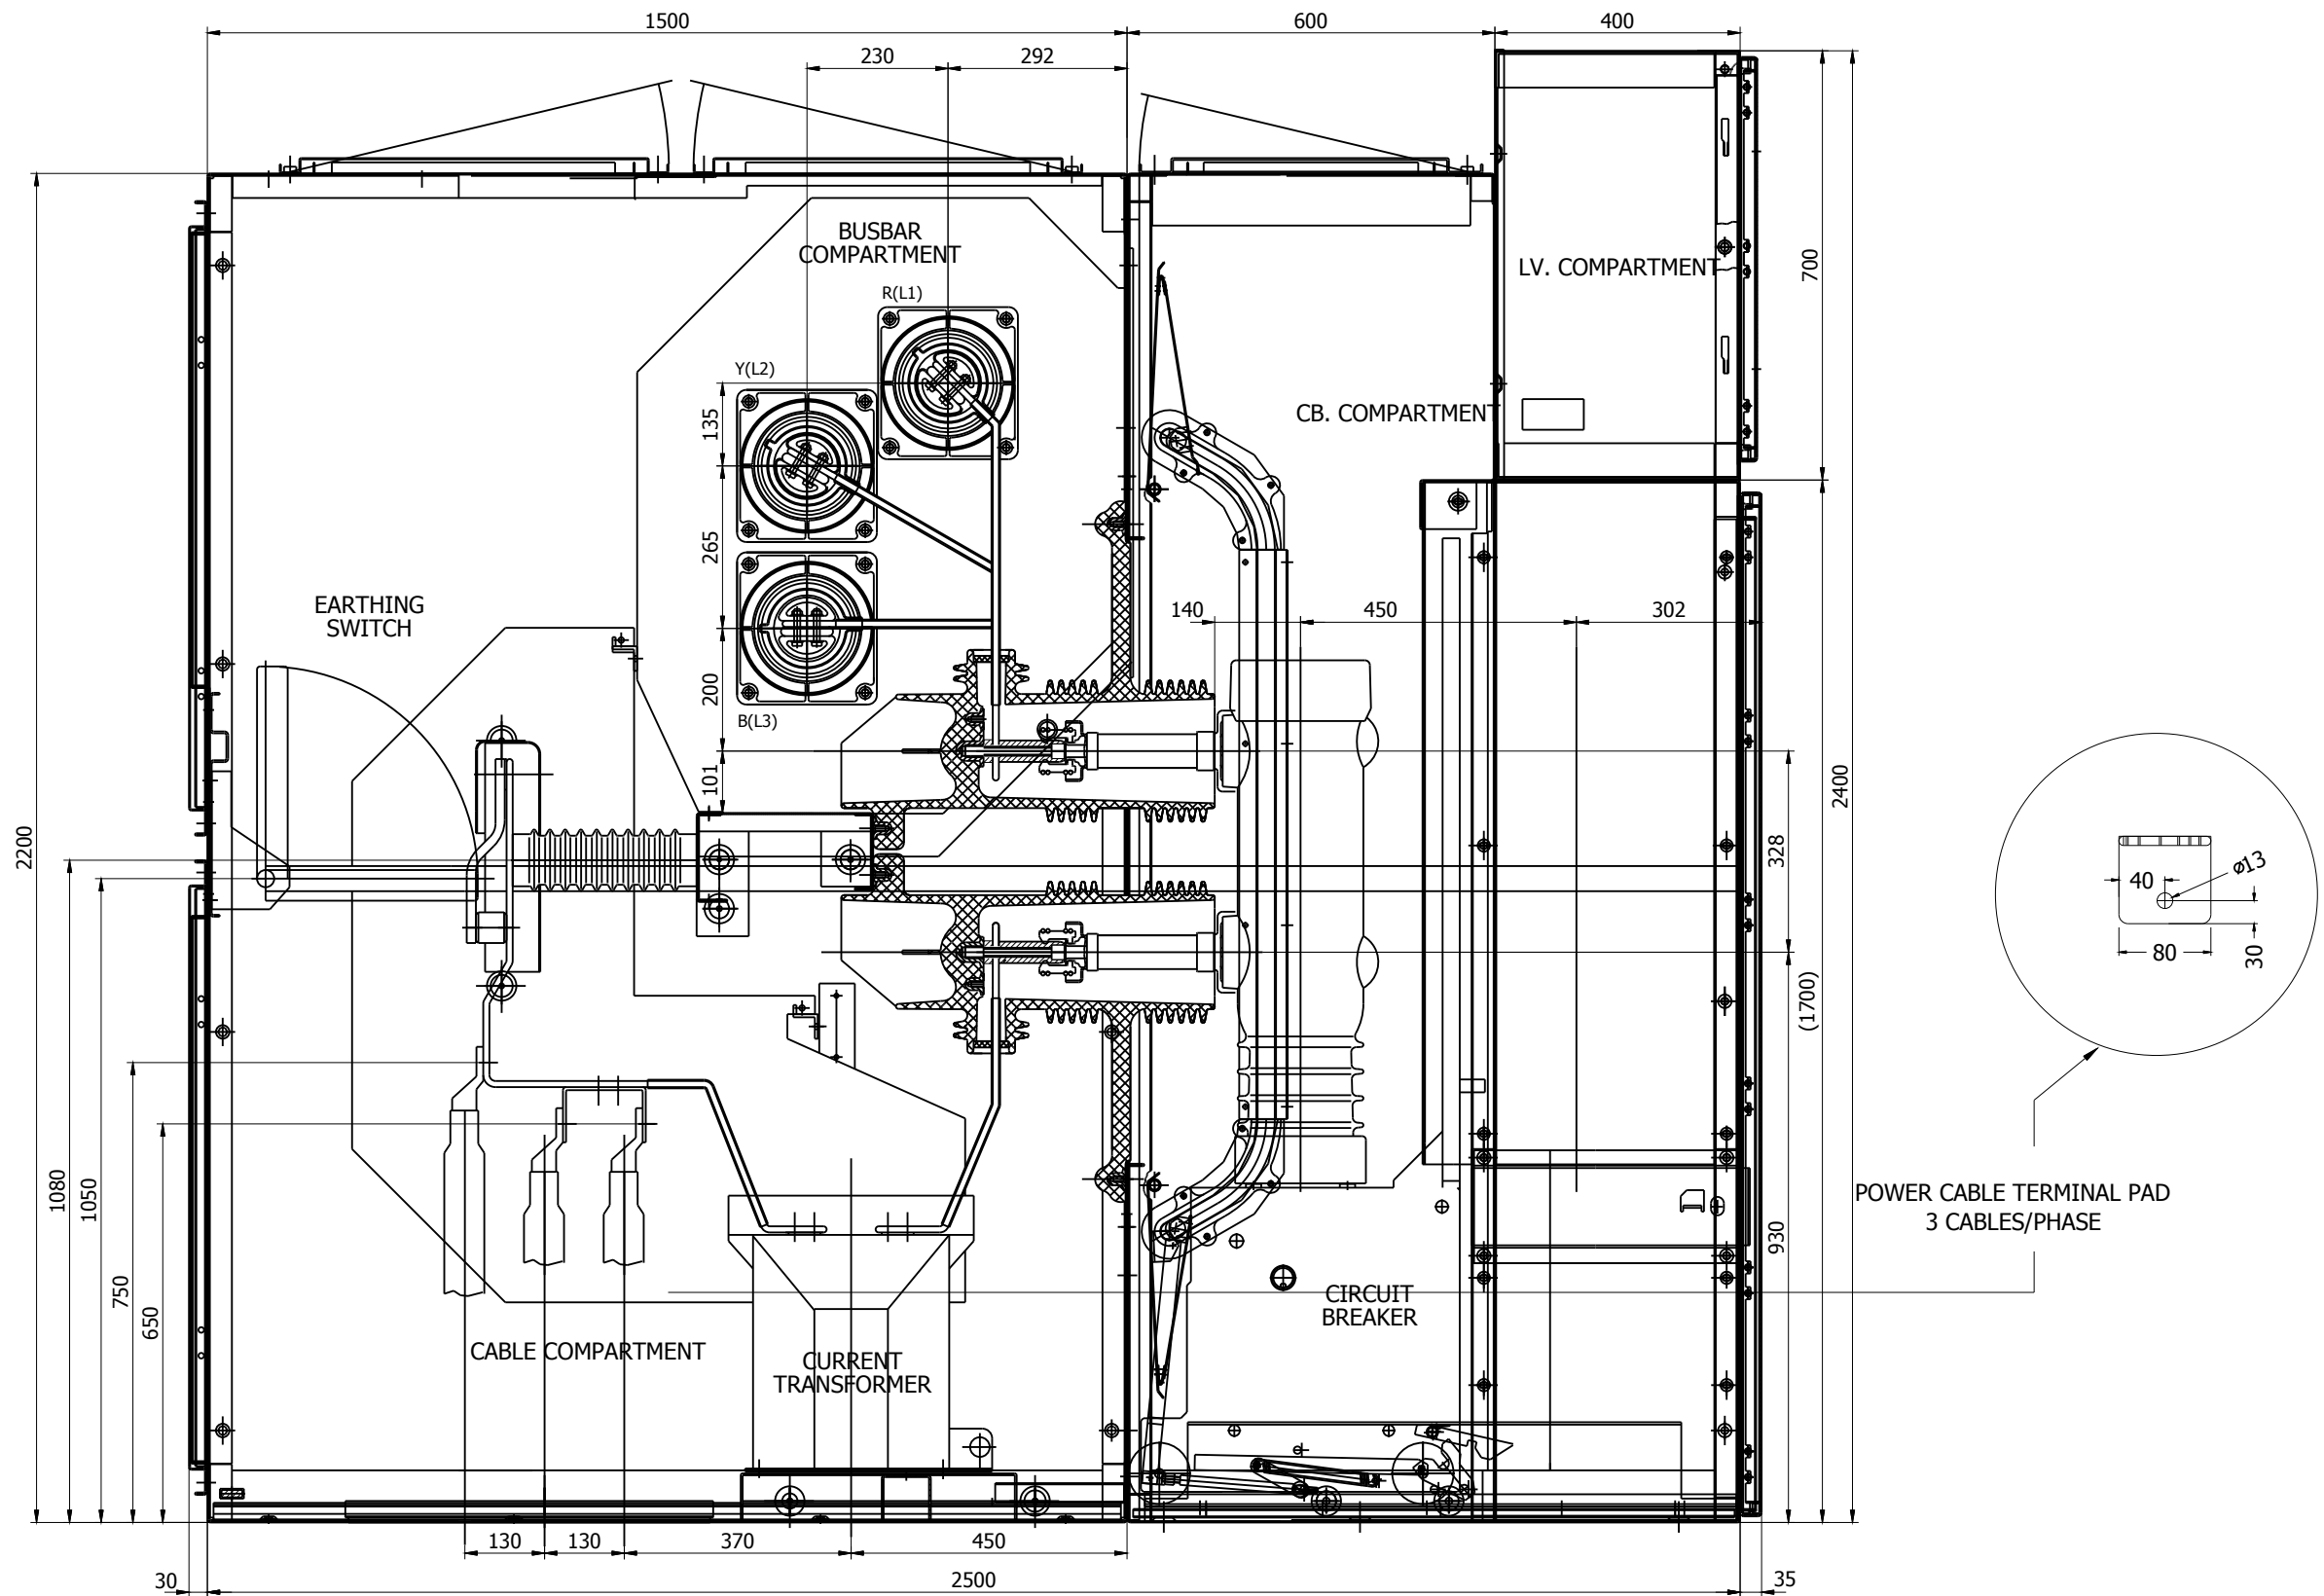 1500
600
400
230
292
BUSBAR
COMPARTMENT
LV. COMPARTMENT
700
R(L1)
Y(L2)
135
CB. COMPARTMENT
265
EARTHING
SWITCH
140
450
302
200
B(L3)
101
2400
2200
328
ø13
40
80
30
(1700)
1080
1050
POWER CABLE TERMINAL PAD
3 CABLES/PHASE
930
750
650
CIRCUIT
BREAKER
CABLE COMPARTMENT
CURRENT
TRANSFORMER
130
130
370
450
30
2500
35